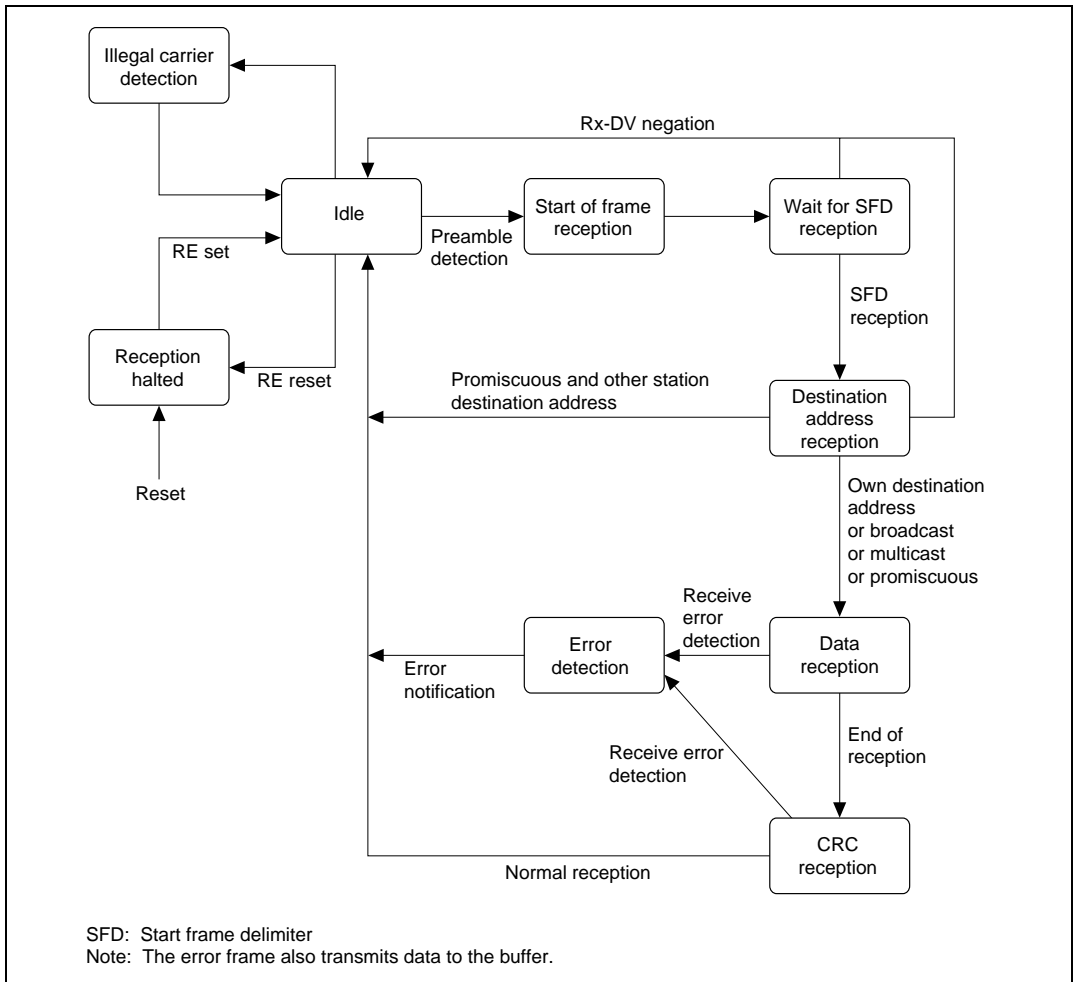 Illegal carrier
detection
Rx-DV negation
Idle
Start of frame
reception
Wait for SFD
reception
Preamble
detection
RE set
SFD
reception
Reception
halted
RE reset
Promiscuous and other station
destination address
Destination
address
reception
Reset
Own destination
address
or broadcast
or multicast
or promiscuous
Receive
error
detection
Error
detection
Data
reception
Error
notification
End of
reception
Receive error
detection
CRC
reception
Normal reception
SFD: Start frame delimiter
Note: The error frame also transmits data to the buffer.